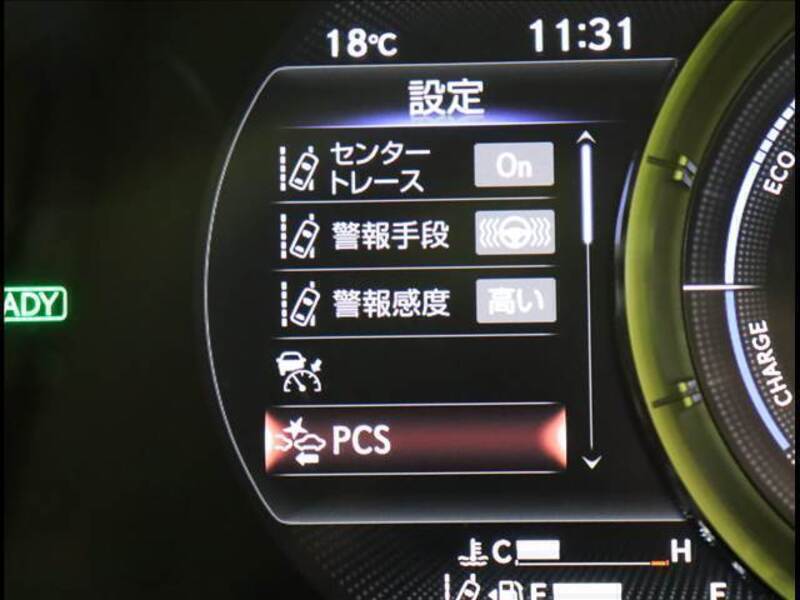 18℃
11:31
設定
センター
トレース
On
警報手段
警報感度
高い
ADY
PCS
ECO
CHARGE
C
H
E
F